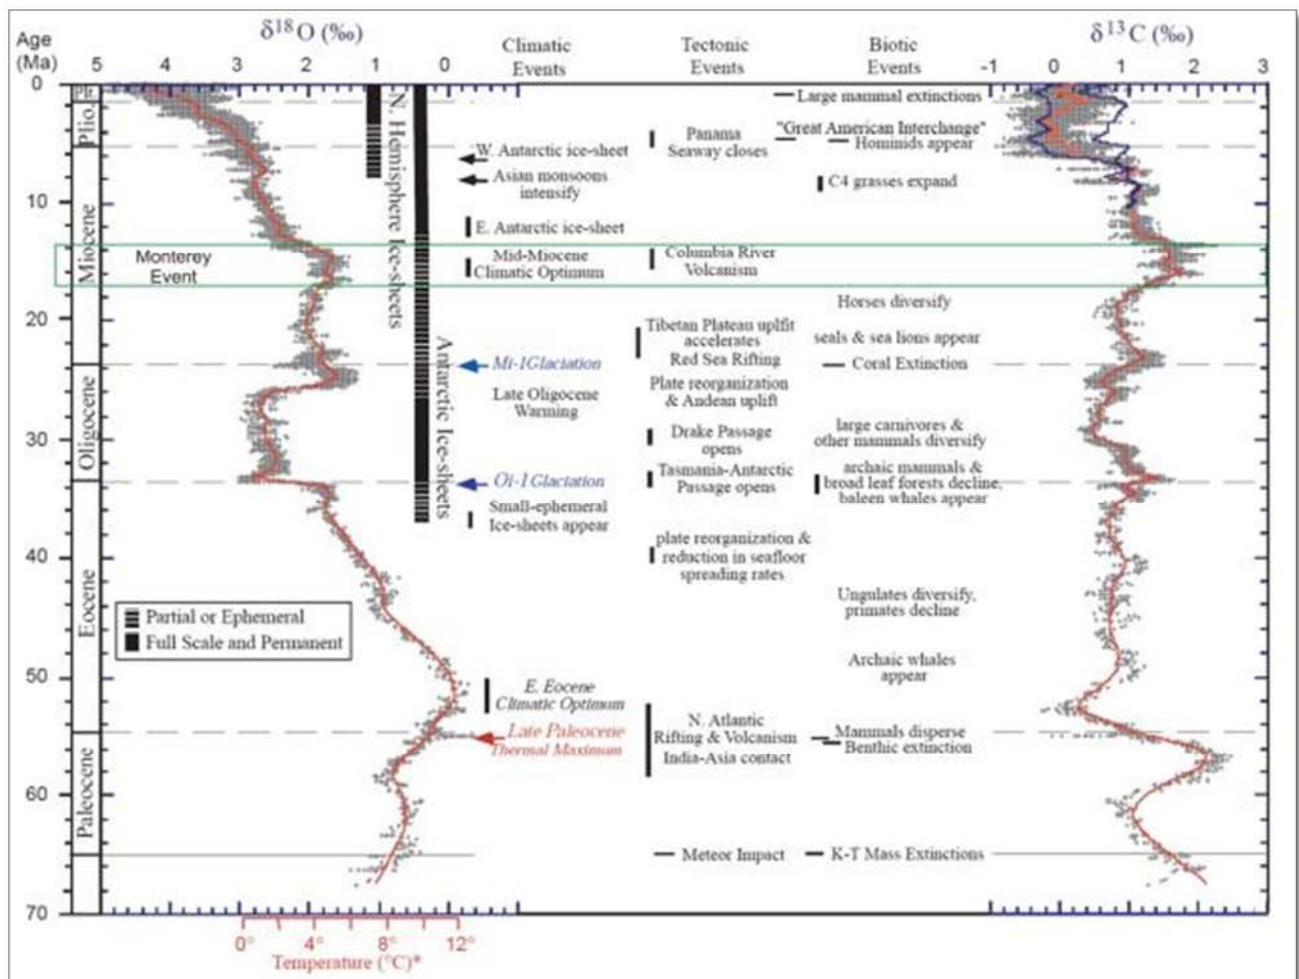 δ18O (‰)
δ13C (‰)
Age
(Ma)
Climatic
Events
Tectonic
Events
Biotic
Events
5 4 3 2 1 0
-1 0 1 2 3
0
10
20
30
40
50
60
70
Plio.
Miocene
Oligocene
Eocene
Paleocene
N. Hemisphere Ice-sheets
Antarctic Ice-sheets
Monterey
Event
Partial or Ephemeral
Full Scale and Permanent
W. Antarctic ice-sheet
Asian monsoons
intensify
E. Antarctic ice-sheet
Mid-Miocene
Climatic Optimum
Mi-1Glaciation
Late Oligocene
Warming
Oi-1 Glaciation
Small-ephemeral
Ice-sheets appear
E. Eocene
Climatic Optimum
Late Paleocene
Thermal Maximum
Panama
Seaway closes
Columbia River
Volcanism
Tibetan Plateau uplfit
accelerates
Red Sea Rifting
Plate reorganization
& Andean uplift
Drake Passage
opens
Tasmania-Antarctic
Passage opens
plate reorganization &
reduction in seafloor
spreading rates
N. Atlantic
Rifting & Volcanism
India-Asia contact
Meteor Impact
Large mammal extinctions
"Great American Interchange"
Hominids appear
C4 grasses expand
Horses diversify
seals & sea lions appear
Coral Extinction
large carnivores &
other mammals diversify
archaic mammals &
broad leaf forests decline,
baleen whales appear
Ungulates diversify,
primates decline
Archaic whales
appear
Mammals disperse
Benthic extinction
K-T Mass Extinctions
0° 4° 8° 12°
Temperature (°C)*